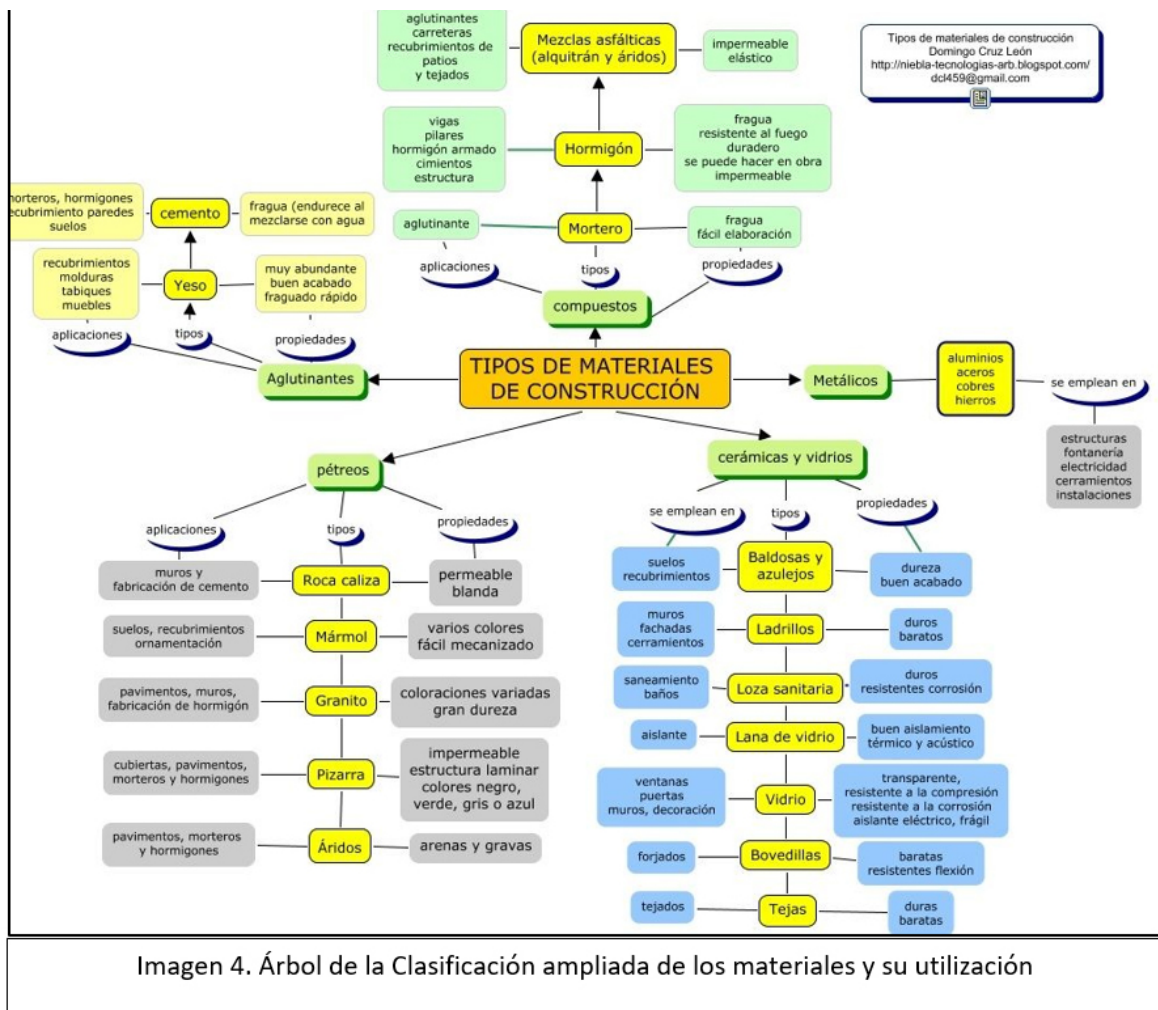 aglutinantes
carreteras
recubrimientos de
patios
y tejados
Mezclas asfálticas
(alquitrán y áridos)
impermeable
elástico
Tipos de materiales de construcción
Domingo Cruz León
http://niebla-tecnologias-arb.blogspot.com/
dcl459@gmail.com
vigas
pilares
hormigón armado
cimientos
estructura
Hormigón
fragua
resistente al fuego
duradero
se puede hacer en obra
impermeable
aglutinante
Mortero
fragua
fácil elaboración
aplicaciones
tipos
propiedades
compuestos
morteros, hormigones
recubrimiento paredes
suelos
cemento
fragua (endurece al
mezclarse con agua
recubrimientos
molduras
tabiques
muebles
Yeso
muy abundante
buen acabado
fraguado rápido
aplicaciones
tipos
propiedades
Aglutinantes
TIPOS DE MATERIALES
DE CONSTRUCCIÓN
Metálicos
aluminios
aceros
cobres
hierros
se emplean en
estructuras
fontanería
electricidad
cerramientos
instalaciones
pétreos
aplicaciones
tipos
propiedades
muros y
fabricación de cemento
Roca caliza
permeable
blanda
suelos, recubrimientos
ornamentación
Mármol
varios colores
fácil mecanizado
pavimentos, muros,
fabricación de hormigón
Granito
coloraciones variadas
gran dureza
cubiertas, pavimentos,
morteros y hormigones
Pizarra
impermeable
estructura laminar
colores negro,
verde, gris o azul
pavimentos, morteros
y hormigones
Áridos
arenas y gravas
cerámicas y vidrios
se emplean en
tipos
propiedades
suelos
recubrimientos
Baldosas y
azulejos
dureza
buen acabado
muros
fachadas
cerramientos
Ladrillos
duros
baratos
saneamiento
baños
Loza sanitaria
duros
resistentes corrosión
aislante
Lana de vidrio
buen aislamiento
térmico y acústico
ventanas
puertas
muros, decoración
Vidrio
transparente,
resistente a la compresión
resistente a la corrosión
aislante eléctrico, frágil
forjados
Bovedillas
baratas
resistentes flexión
tejados
Tejas
duras
baratas
Imagen 4. Árbol de la Clasificación ampliada de los materiales y su utilización